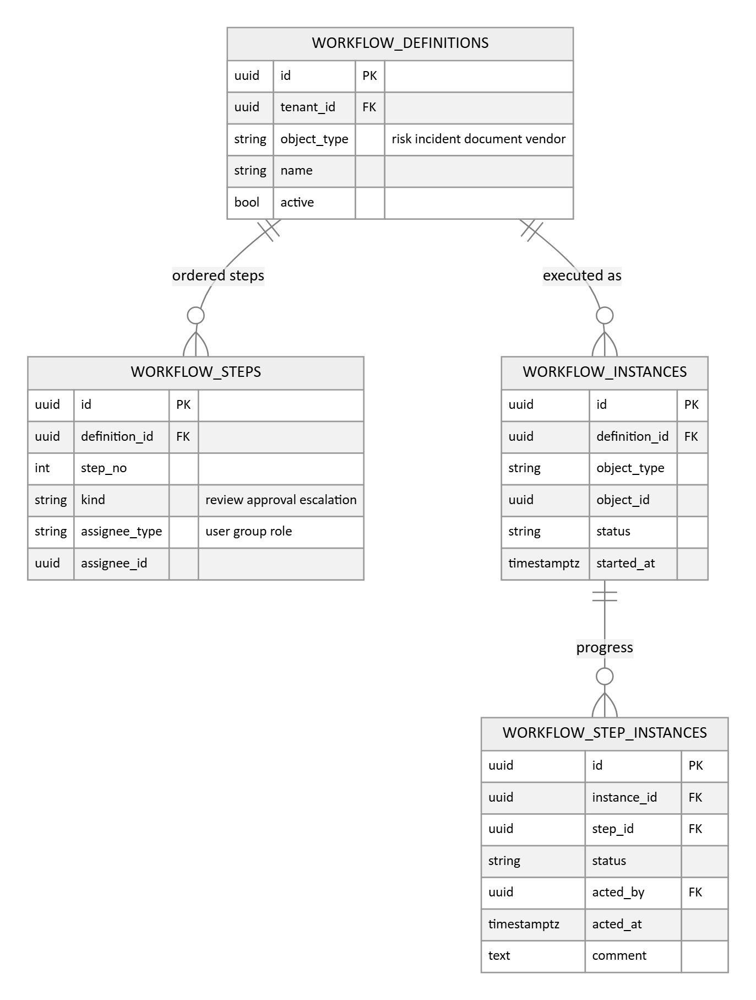 WORKFLOW_DEFINITIONS
uuid id PK
uuid tenant_id FK
string object_type risk incident document vendor
string name
bool active
ordered steps
executed as
WORKFLOW_STEPS
uuid id PK
uuid definition_id FK
int step_no
string kind review approval escalation
string assignee_type user group role
uuid assignee_id
WORKFLOW_INSTANCES
uuid id PK
uuid definition_id FK
string object_type
uuid object_id
string status
timestamptz started_at
progress
WORKFLOW_STEP_INSTANCES
uuid id PK
uuid instance_id FK
uuid step_id FK
string status
uuid acted_by FK
timestamptz acted_at
text comment